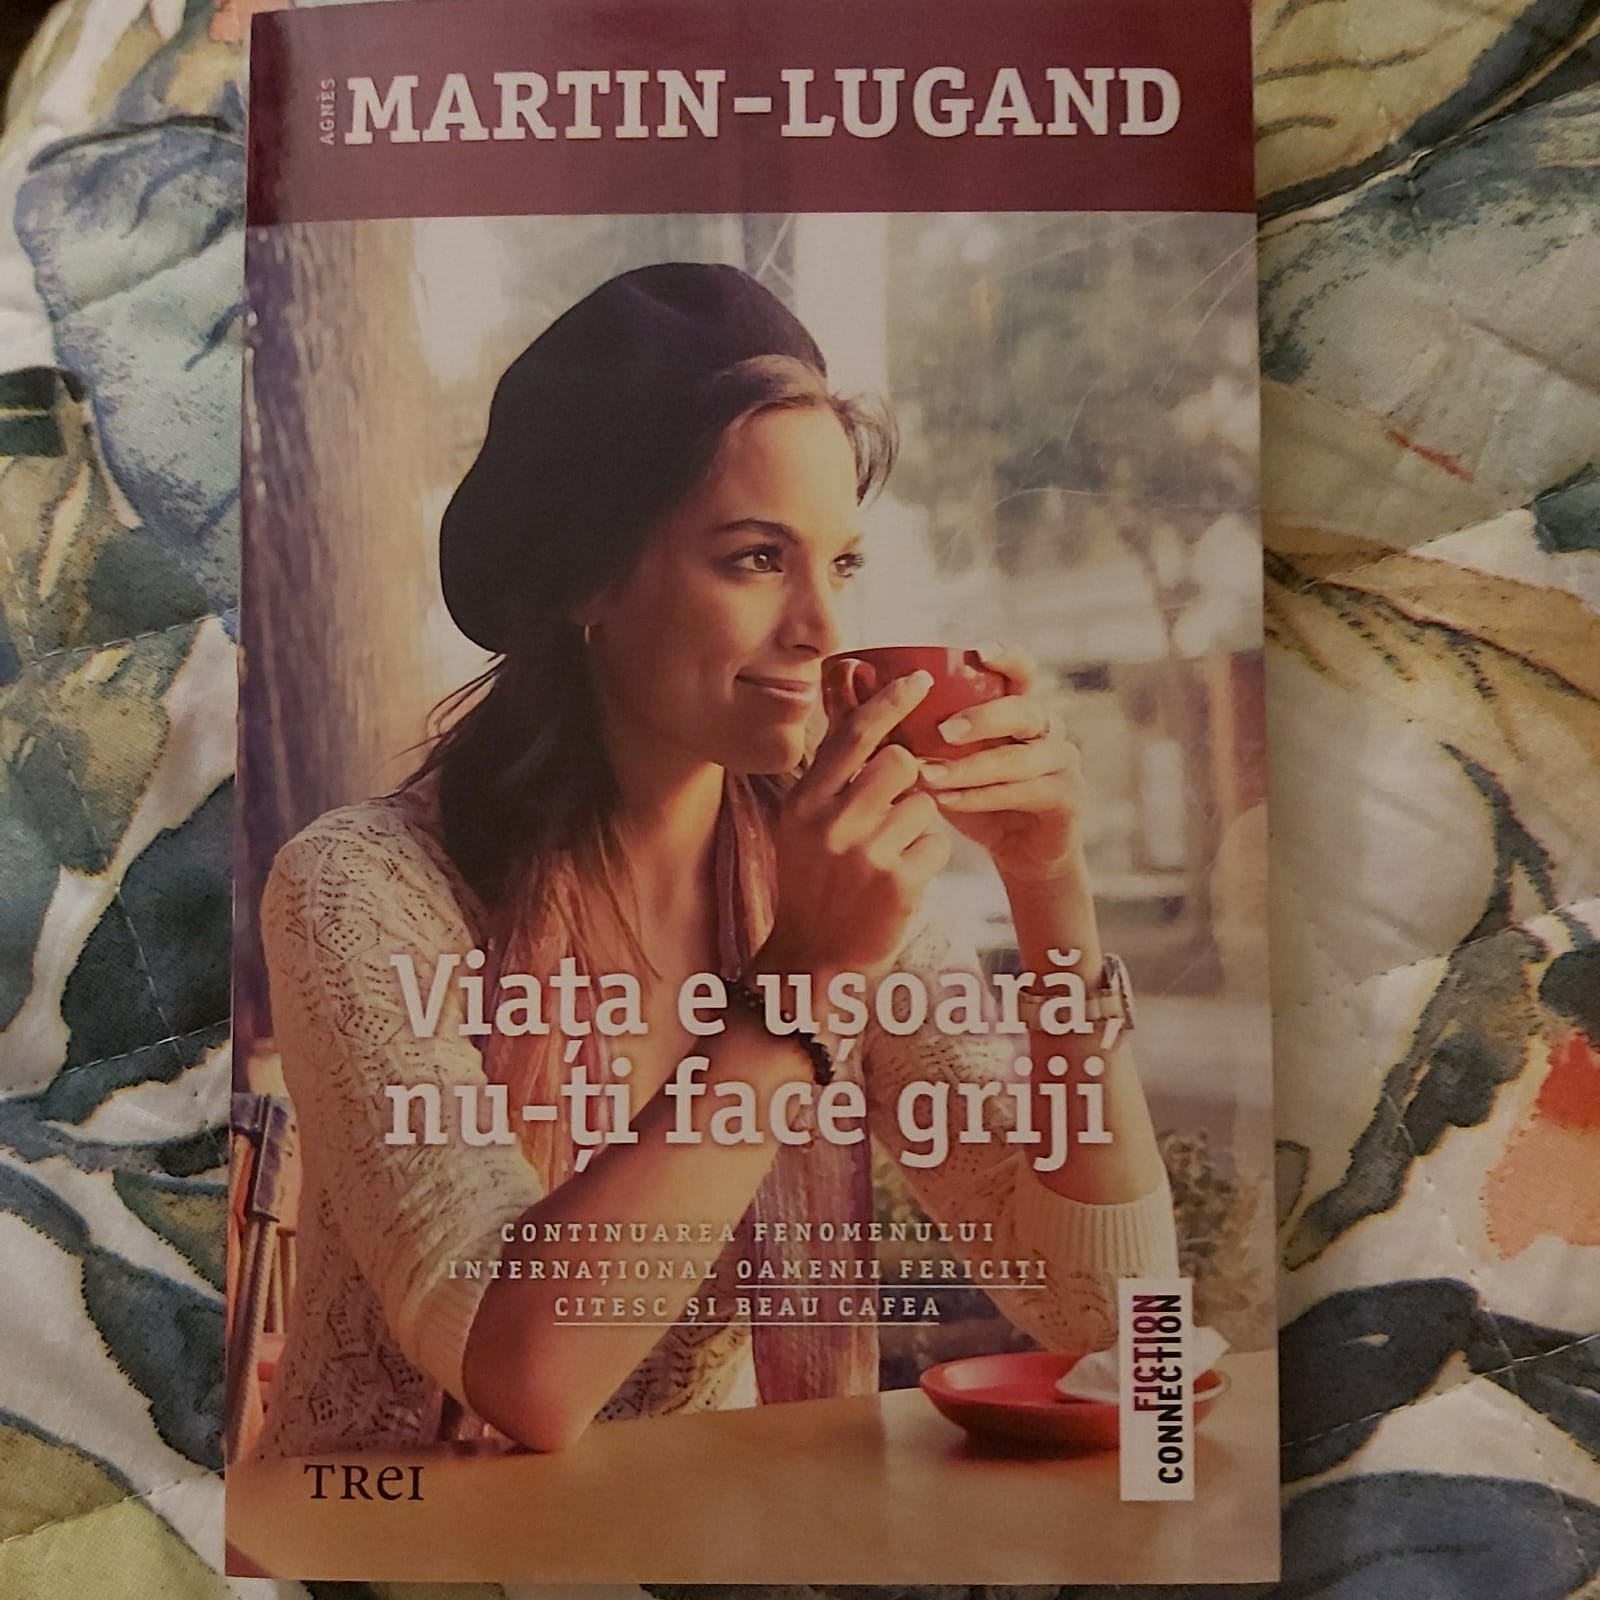 AGNÈS
MARTIN-LUGAND
Viața e ușoară,
nu-ți face griji
CONTINUAREA FENOMENULUI
INTERNAȚIONAL OAMENII FERICIȚI
CITESC ȘI BEAU CAFEA
FICTION
CONNECTION
TREI